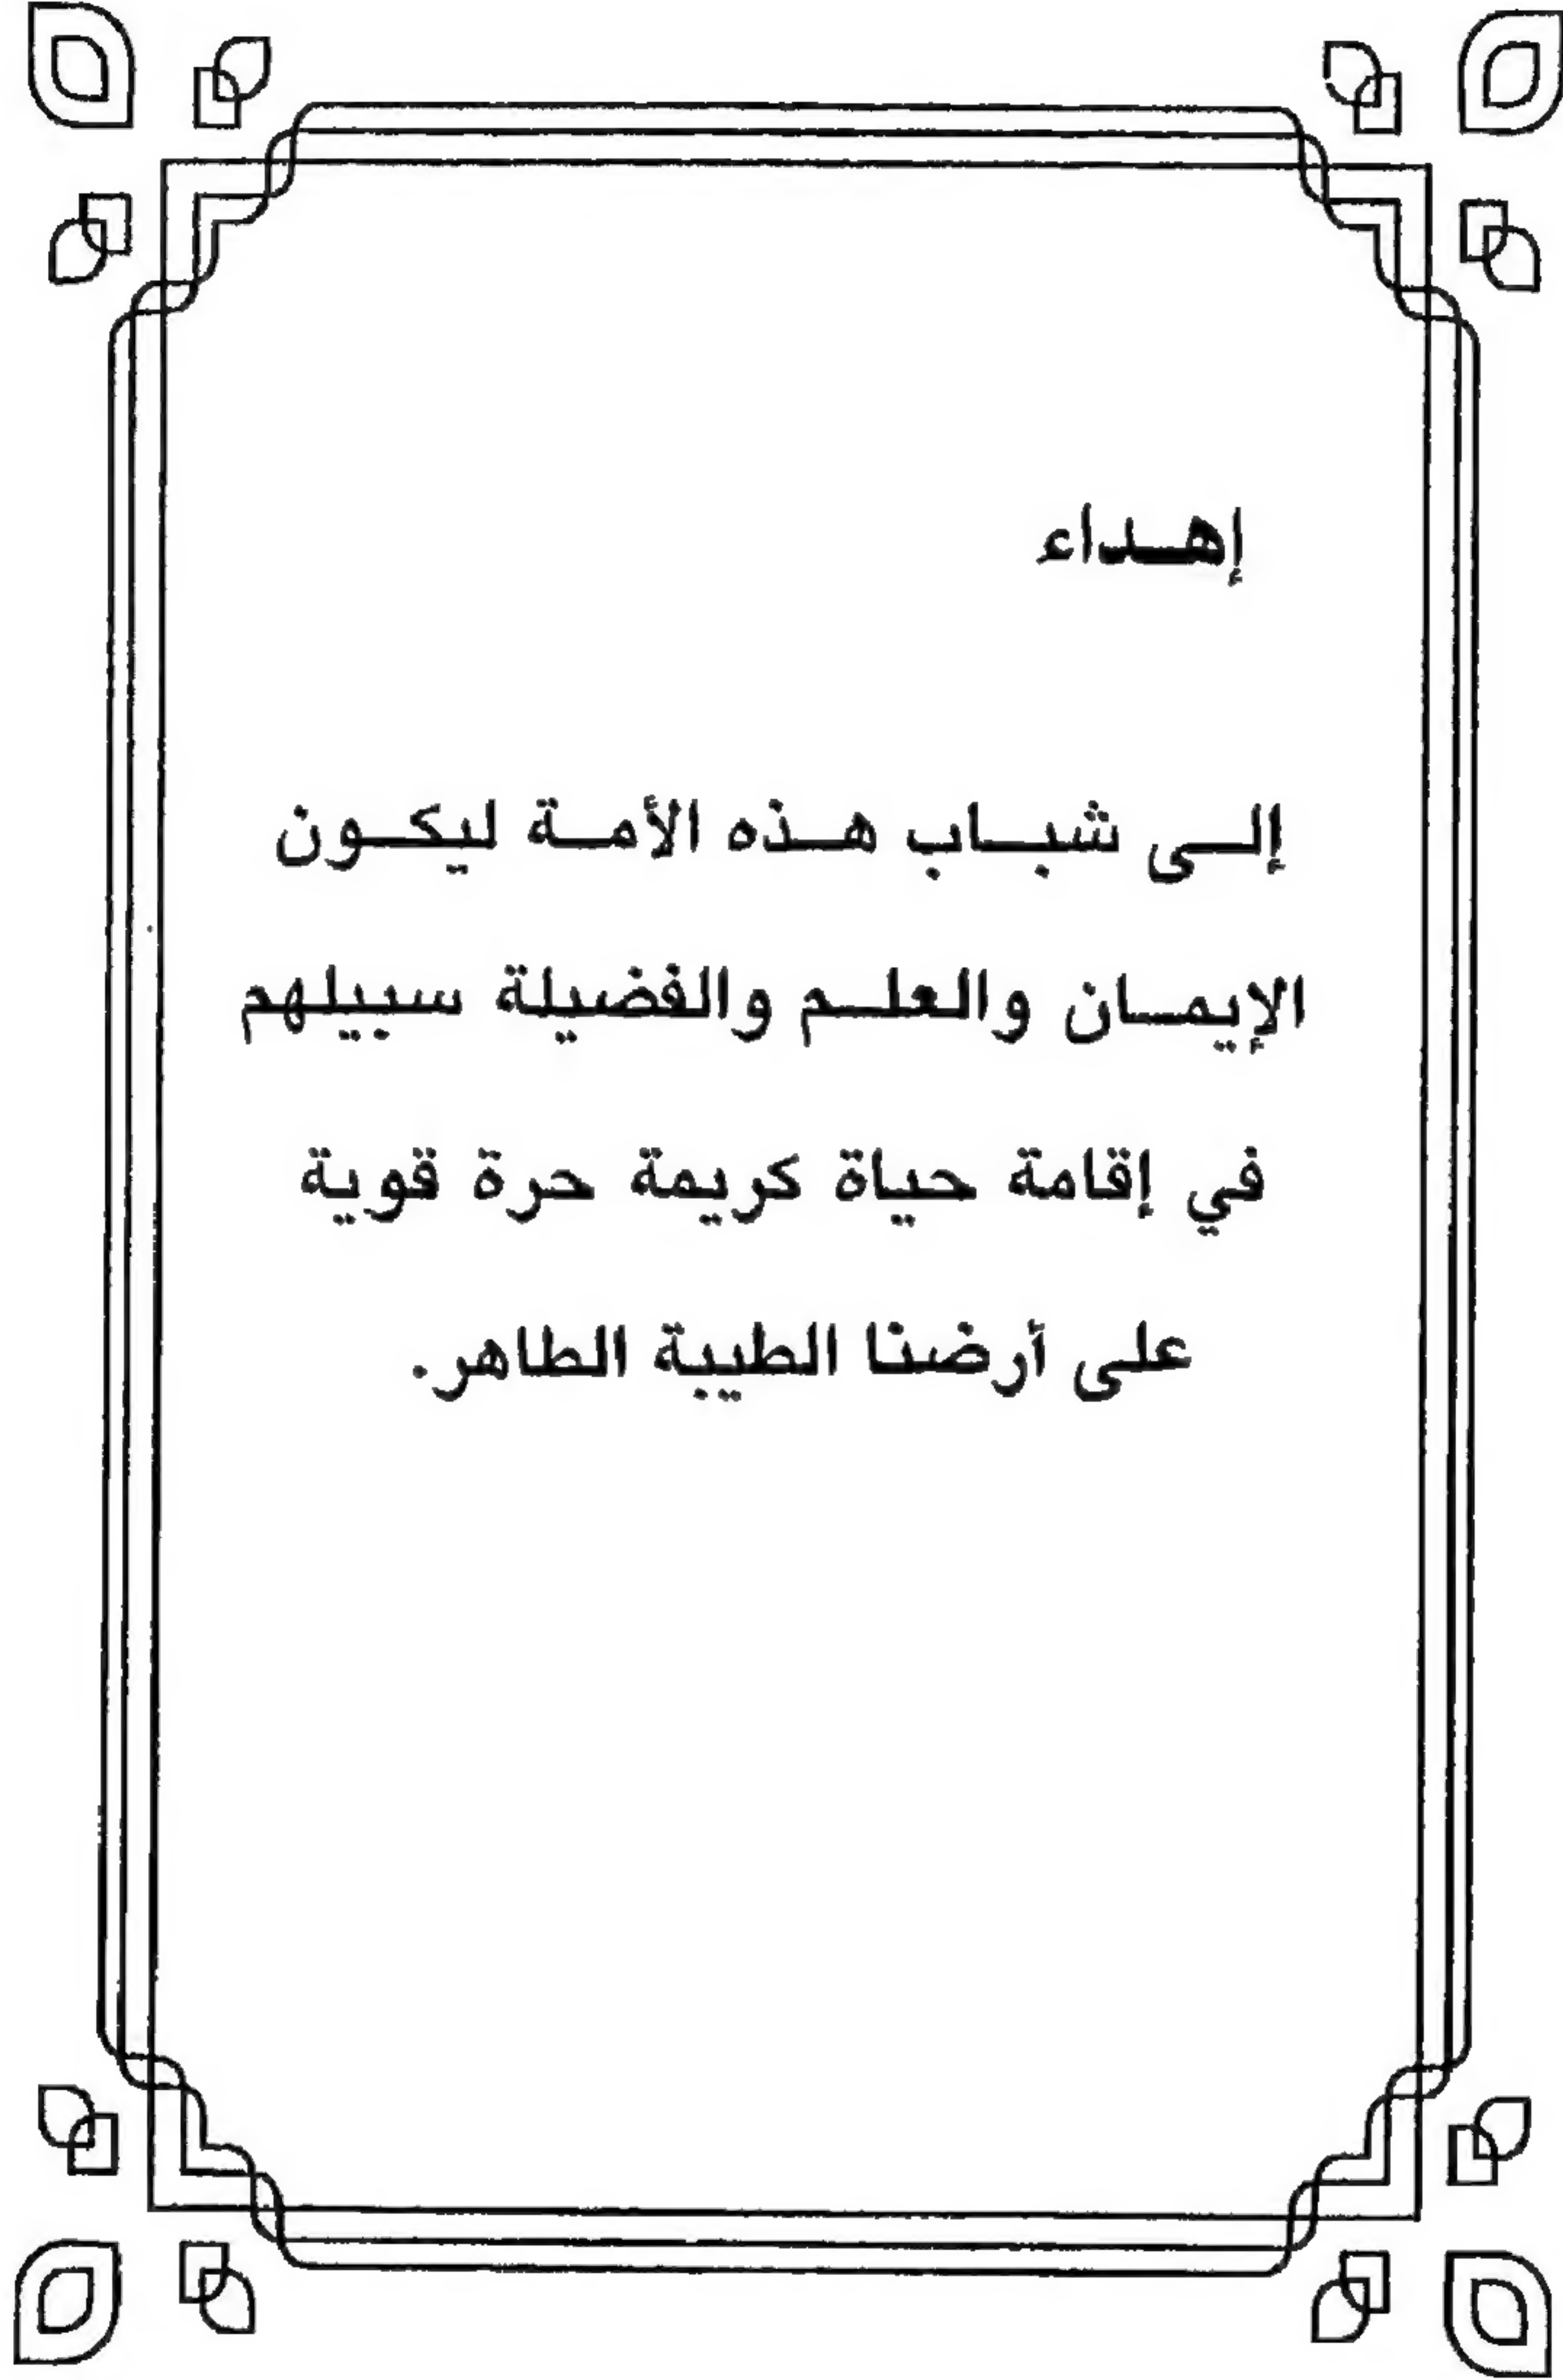 إهداء
إلى شباب هذه الأمة ليكون
الإيمان والعلم والفضيلة سبيلهم
في إقامة حياة كريمة حرة قوية
على أرضنا الطيبة الطاهر.